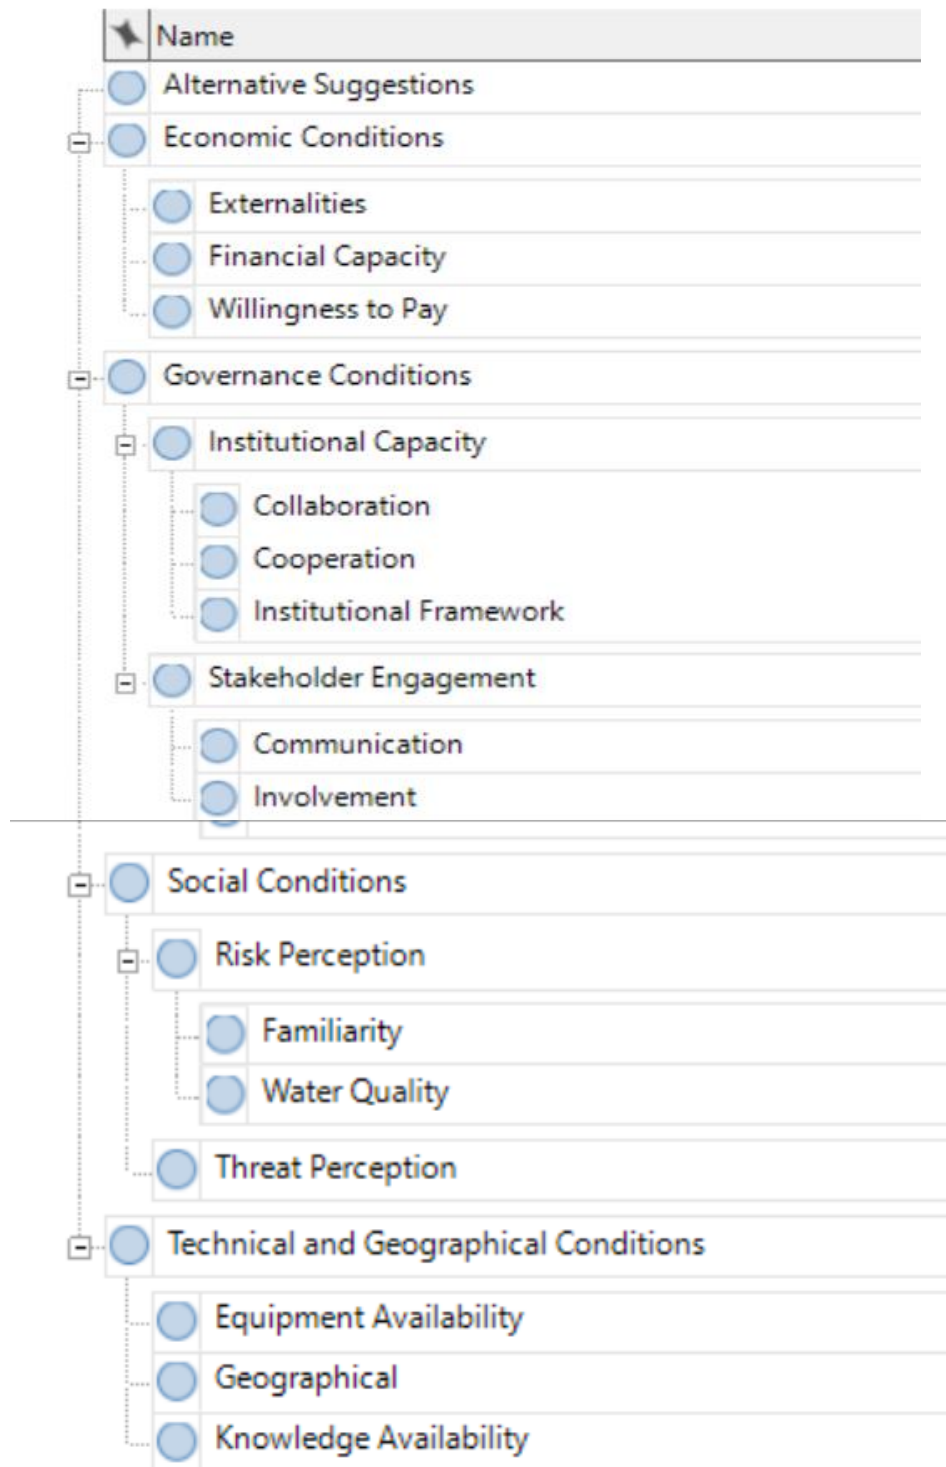 Name
Alternative Suggestions
Economic Conditions
Externalities
Financial Capacity
Willingness to Pay
Governance Conditions
Institutional Capacity
Collaboration
Cooperation
Institutional Framework
Stakeholder Engagement
Communication
Involvement
Social Conditions
Risk Perception
Familiarity
Water Quality
Threat Perception
Technical and Geographical Conditions
Equipment Availability
Geographical
Knowledge Availability